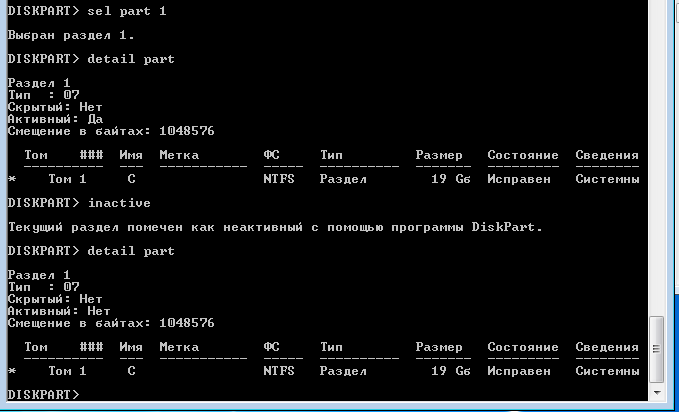 DISKPART> sel part 1
Выбран раздел 1.
DISKPART> detail part
Раздел 1
Тип : 07
Скрытый: Нет
Активный: Да
Смещение в байтах: 1048576
Том ### Имя Метка ФС Тип Размер Состояние Сведения
---------- --- ----------- ----- ---------- ------- --------- --------
* Том 1 C NTFS Раздел 19 Gб Исправен Системны
DISKPART> inactive
Текущий раздел помечен как неактивный с помощью программы DiskPart.
DISKPART> detail part
Раздел 1
Тип : 07
Скрытый: Нет
Активный: Нет
Смещение в байтах: 1048576
Том ### Имя Метка ФС Тип Размер Состояние Сведения
---------- --- ----------- ----- ---------- ------- --------- --------
* Том 1 C NTFS Раздел 19 Gб Исправен Системны
DISKPART>